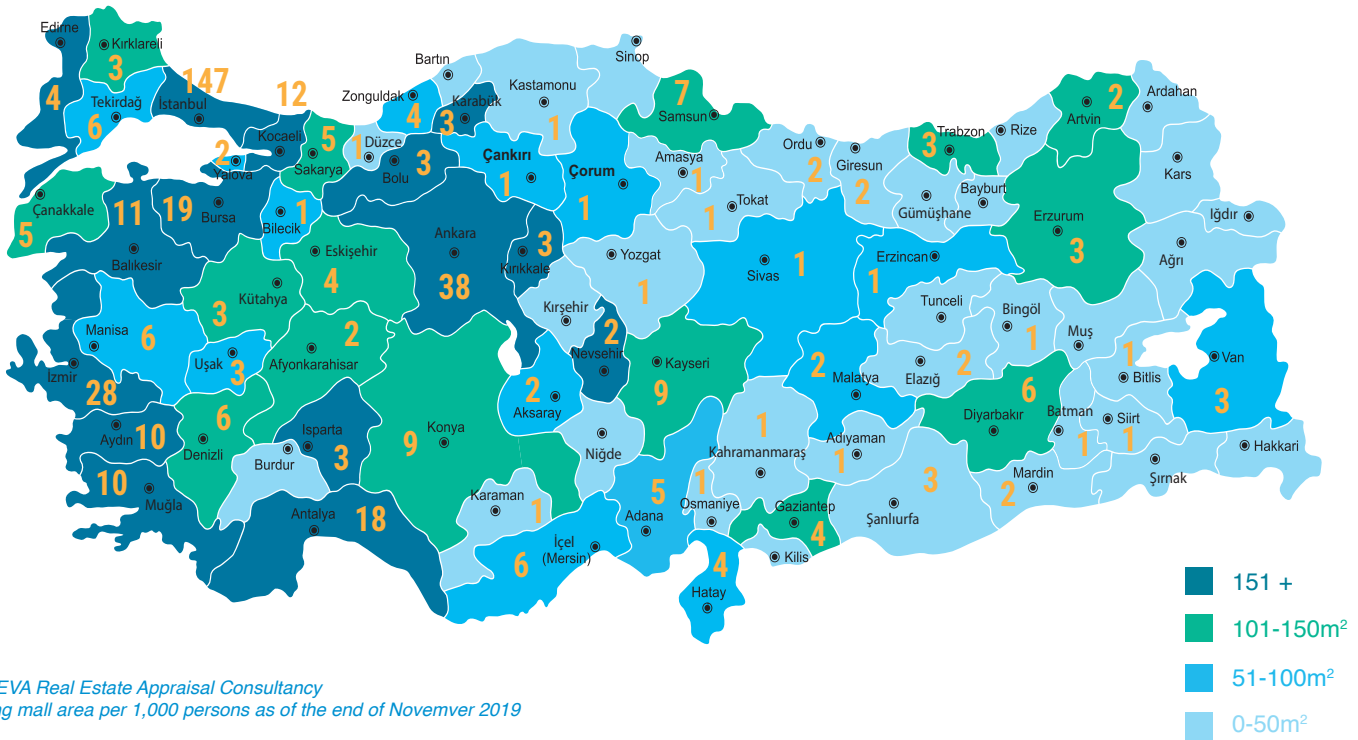 Edirne
4
Kırklareli
3
Tekirdağ
6
147
İstanbul
12
Kocaeli
2
Yalova
5
Sakarya
1
Düzce
Bolu
3
Zonguldak
4
Bartın
Karabük
3
Kastamonu
1
Sinop
7
Samsun
Çankırı
1
Çorum
1
Amasya
1
Tokat
1
Ordu
2
Giresun
2
Trabzon
3
Rize
Gümüşhane
Bayburt
Artvin
2
Ardahan
Kars
Iğdır
Ağrı
Erzurum
3
Erzincan
1
Sivas
1
Yozgat
1
Kırşehir
Kırıkkale
3
Ankara
38
Eskişehir
4
Bilecik
1
Bursa
19
11
Balıkesir
Çanakkale
5
Kütahya
3
Manisa
6
Uşak
3
Afyonkarahisar
2
İzmir
28
Aydın
10
10
Muğla
Denizli
6
Burdur
Isparta
3
Antalya
18
Konya
9
Karaman
1
Aksaray
2
Nevsehir
2
Niğde
Kayseri
9
İçel
(Mersin)
6
Adana
5
Osmaniye
1
Hatay
4
Kahramanmaraş
1
Gaziantep
4
Kilis
Adıyaman
1
Malatya
2
Şanlıurfa
3
Elazığ
2
Tunceli
Bingöl
1
Muş
Bitlis
1
Diyarbakır
6
Batman
1
Siirt
1
Mardin
2
Şırnak
Hakkari
Van
3
151 +
101-150m²
51-100m²
0-50m²
EVA Real Estate Appraisal Consultancy
mall area per 1,000 persons as of the end of Novemver 2019